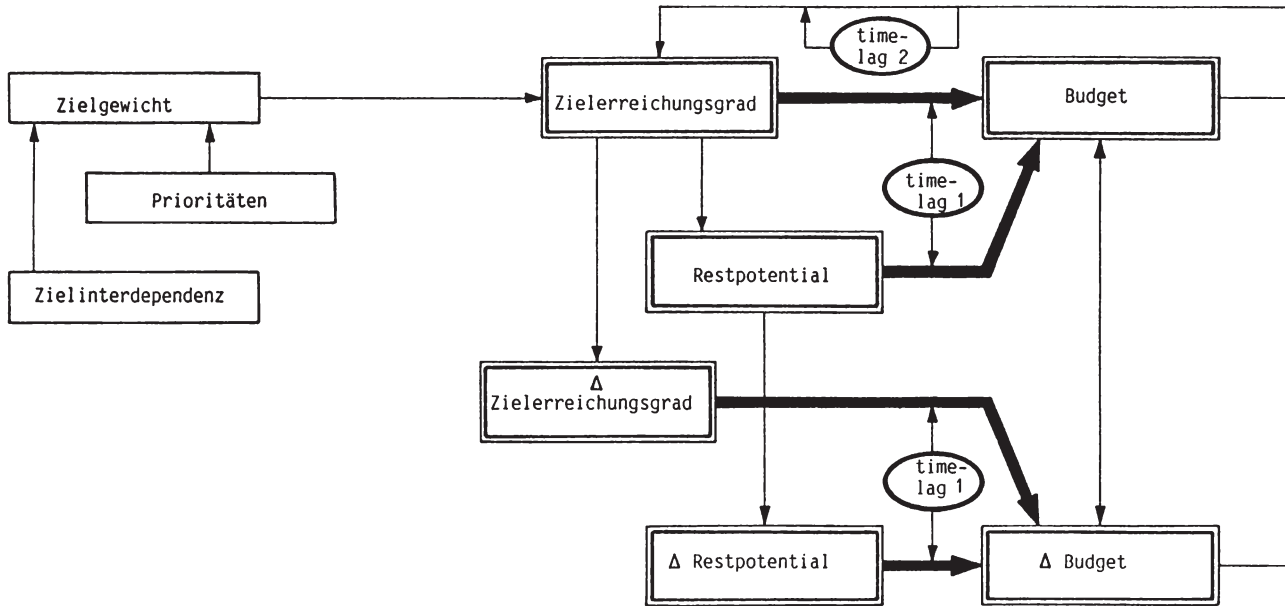 time-
lag 2
Zielgewicht
Zielerreichungsgrad
Budget
Prioritäten
time-
lag 1
Zielinterdependenz
Restpotential
Δ
Zielerreichungsgrad
time-
lag 1
Δ Restpotential
Δ Budget